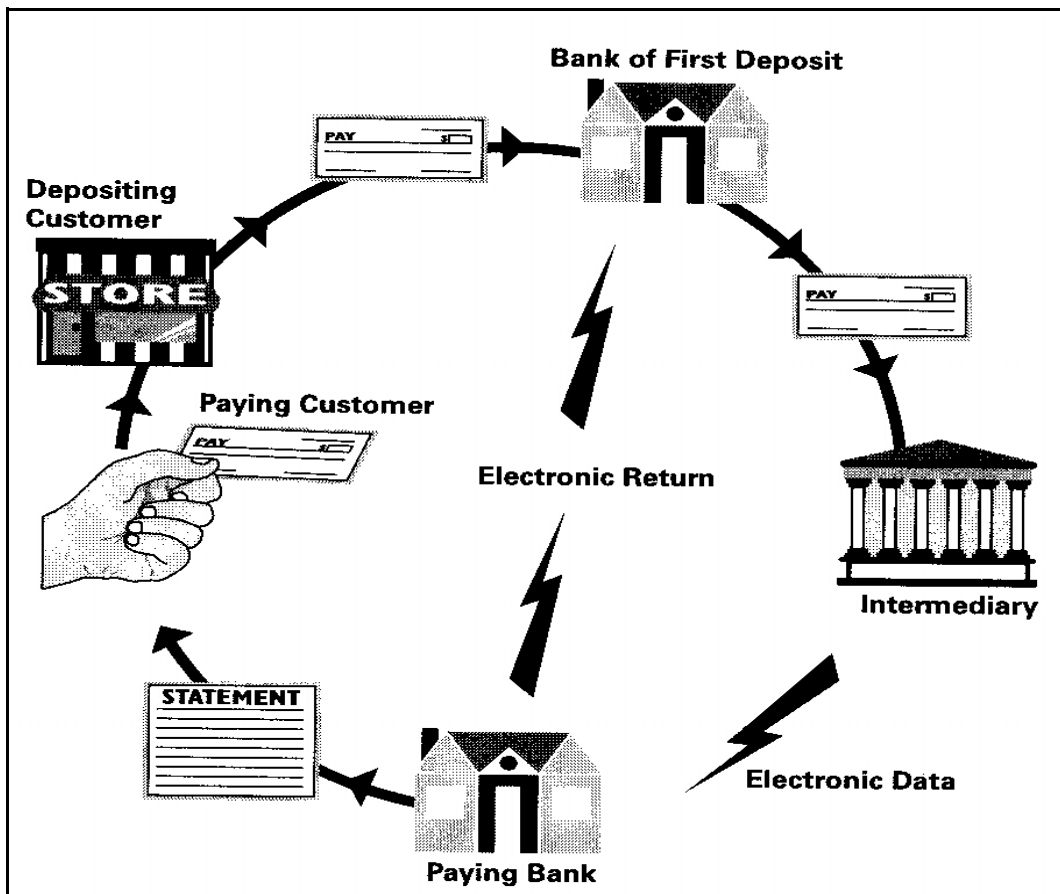 Bank of First Deposit
PAY $
Depositing
Customer
STORE
PAY $
Paying Customer
PAY $
Electronic Return
Intermediary
STATEMENT
Electronic Data
Paying Bank